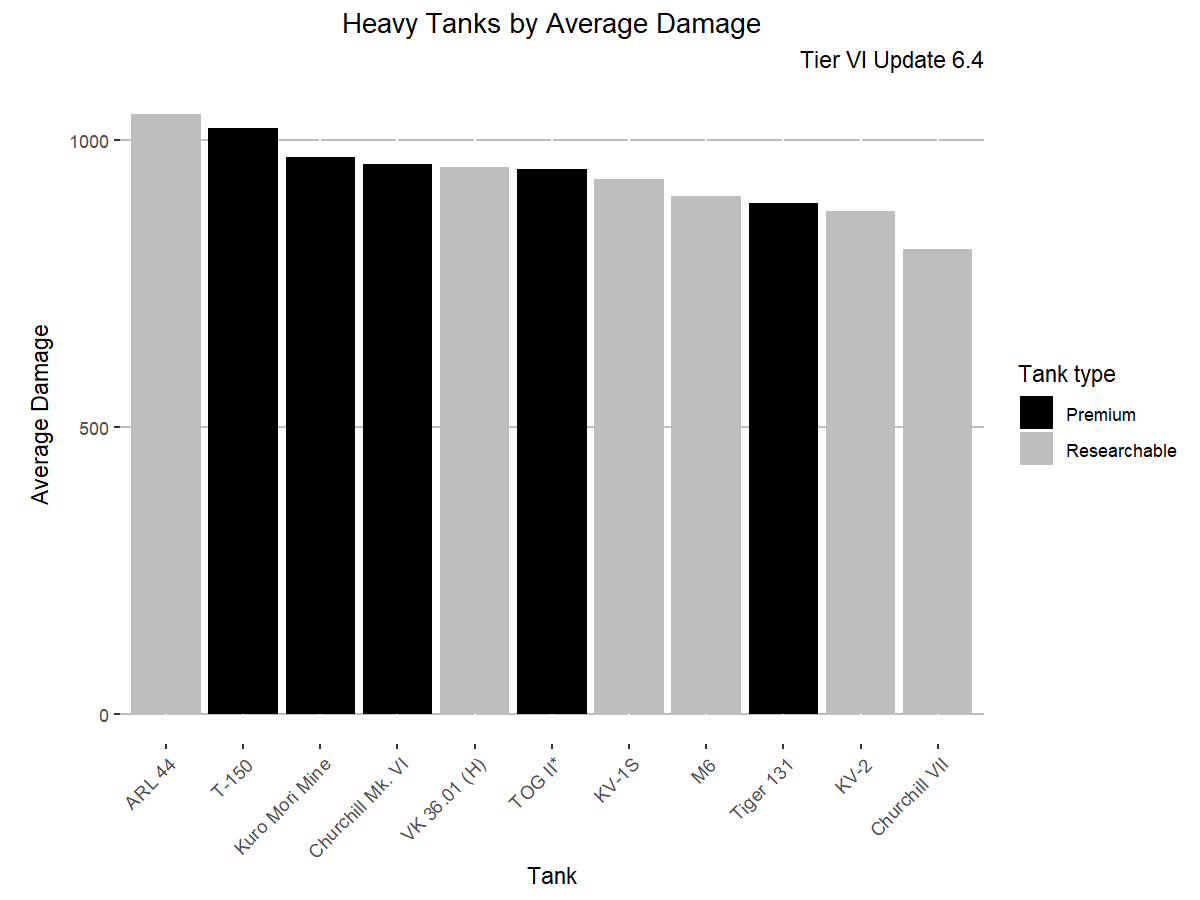 Heavy Tanks by Average Damage
Tier VI Update 6.4
Average Damage
1000
500
0
ARL 44
T-150
Kuro Mori Mine
Churchill Mk. VI
VK 36.01 (H)
TOG II*
KV-1S
M6
Tiger 131
KV-2
Churchill VII
Tank
Tank type
Premium
Researchable